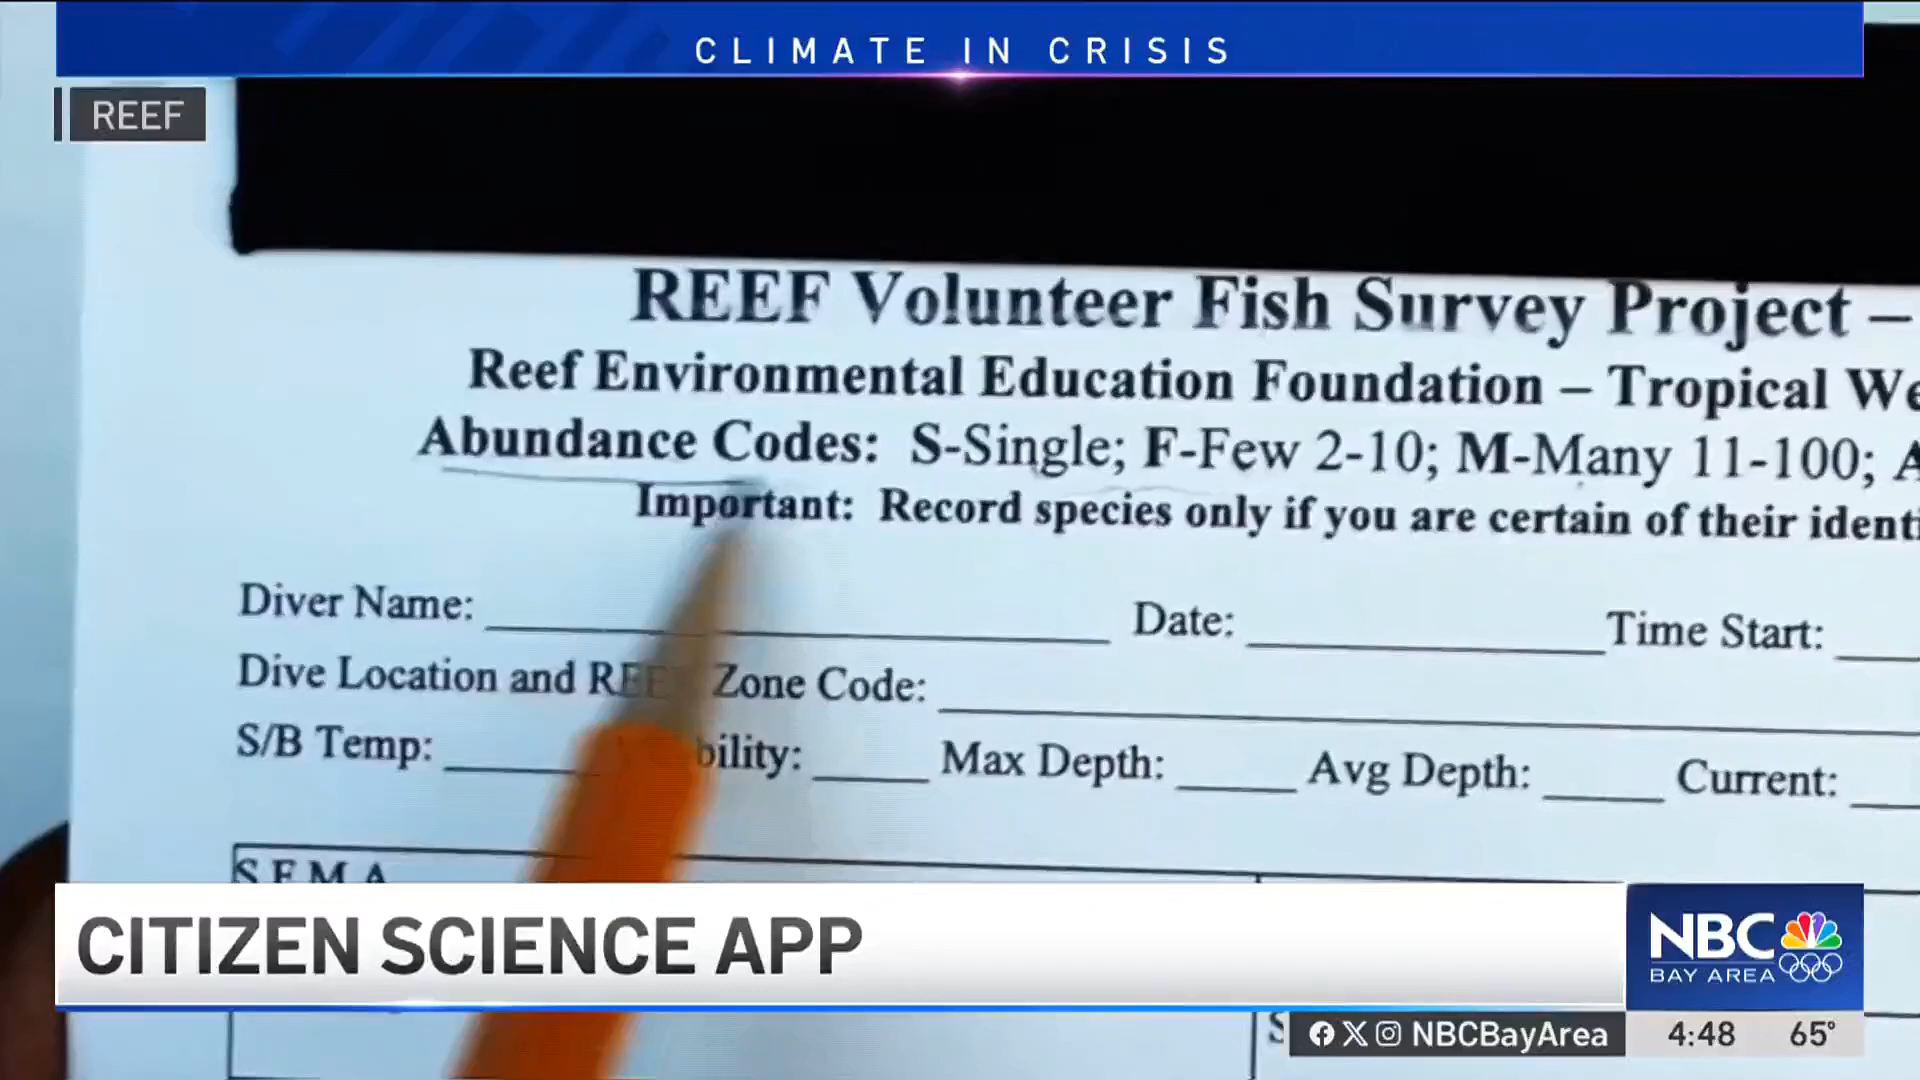 CLIMATE IN CRISIS
REEF
REEF Volunteer Fish Survey Project –
Reef Environmental Education Foundation – Tropical We
Abundance Codes: S-Single; F-Few 2-10; M-Many 11-100; A
Important: Record species only if you are certain of their identi
Diver Name: Date: Time Start:
Dive Location and REEF Zone Code:
S/B Temp: bility: Max Depth: Avg Depth: Current:
S F M A
CITIZEN SCIENCE APP
NBC
BAY AREA
S
NBCBayArea 4:48 65°